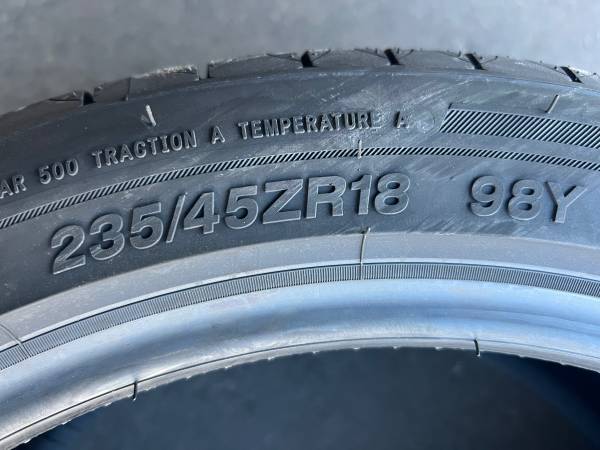 AR 500 TRACTION A TEMPERATURE A
235/45ZR18 98Y